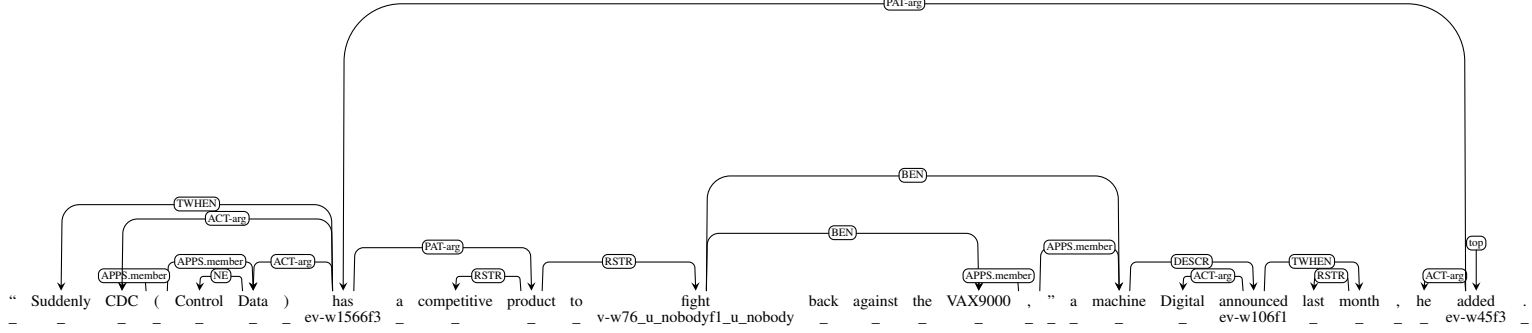 PAT-arg
BEN
TWHEN
ACT-arg
BEN
top
PAT-arg APPS.member
APPS.member ACT-arg RSTR DESCR TWHEN
APPS.member NE RSTR APPS.member ACT-arg RSTR ACT-arg
“ Suddenly CDC ( Control Data ) has a competitive product to fight back against the VAX9000 , ” a machine Digital announced last month , he added .
_ _ _ _ _ _ _ ev-w1566f3 _ _ _ _ v-w76_u_nobodyf1_u_nobody _ _ _ _ _ _ _ _ _ ev-w106f1 _ _ _ _ ev-w45f3 _